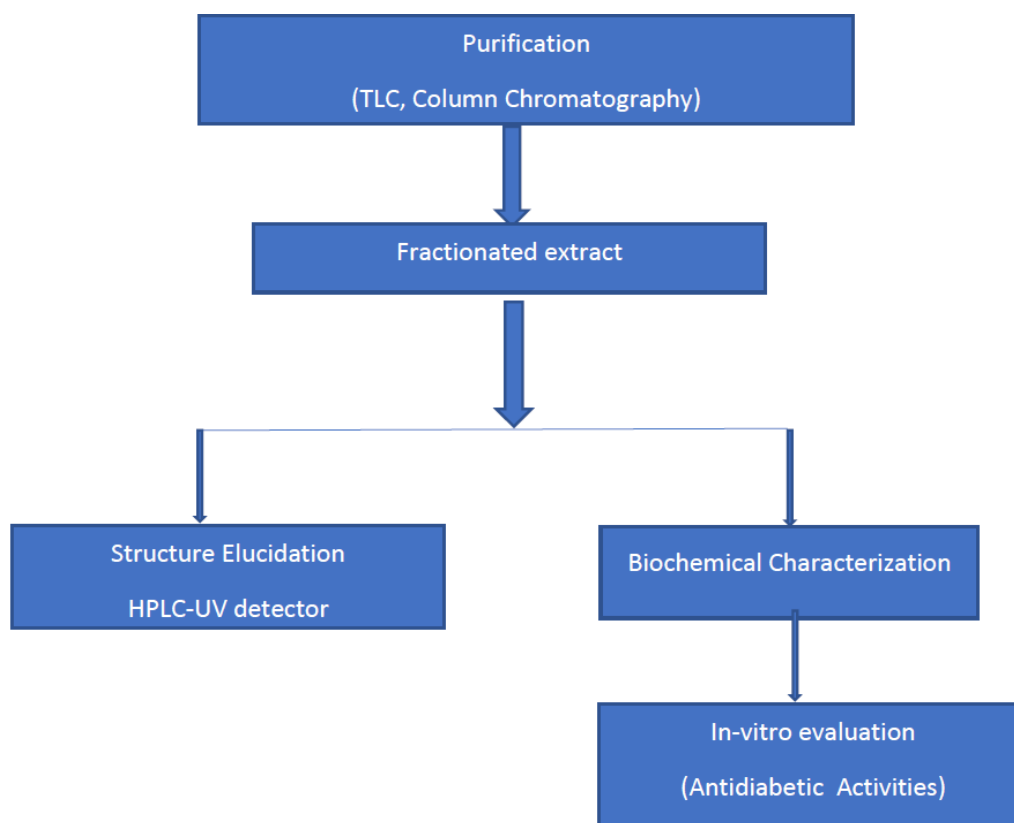 Purification
(TLC, Column Chromatography)
Fractionated extract
Structure Elucidation
HPLC-UV detector
Biochemical Characterization
In-vitro evaluation
(Antidiabetic Activities)